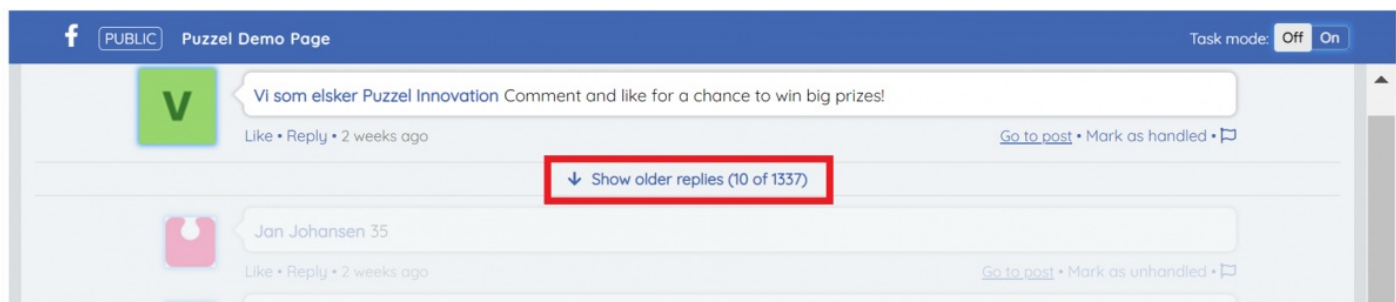 f PUBLIC Puzzel Demo Page Task mode: Off On
V
Vi som elsker Puzzel Innovation Comment and like for a chance to win big prizes!
Like • Reply • 2 weeks ago Go to post • Mark as handled •
Show older replies (10 of 1337)
Jan Johansen 35
Like • Reply • 2 weeks ago Go to post • Mark as unhandled •